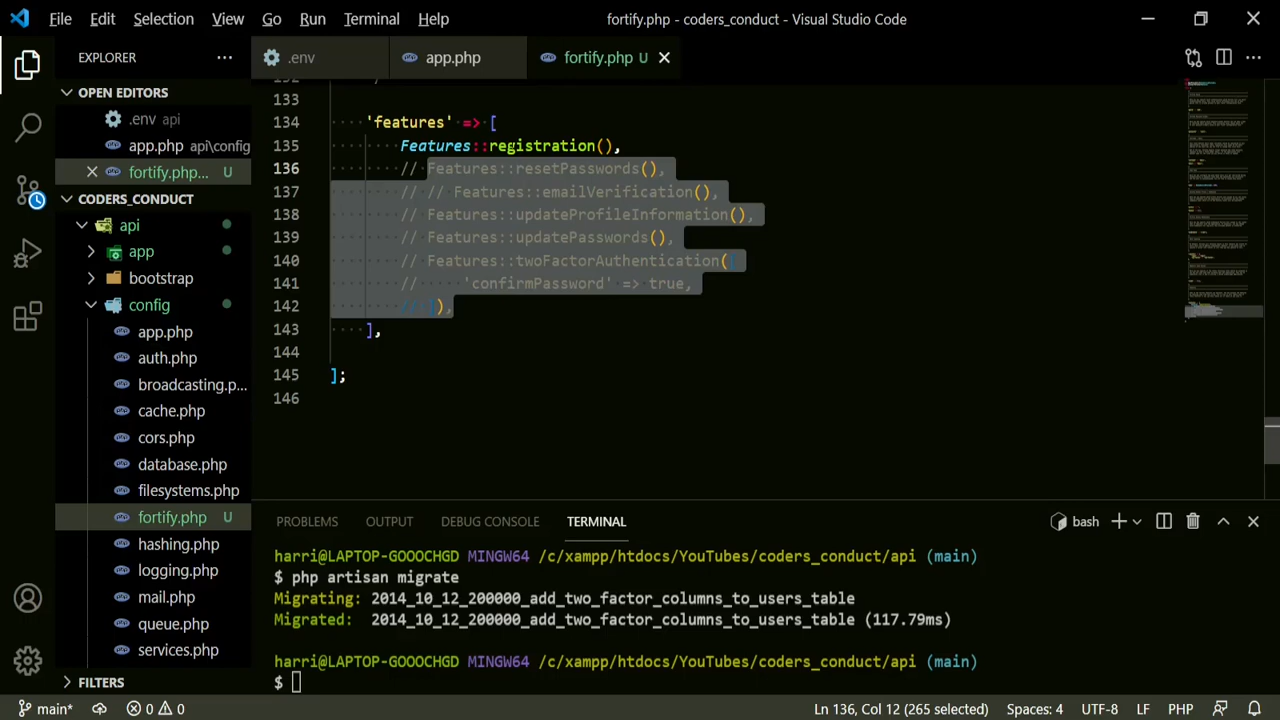 File Edit Selection View Go Run Terminal Help
fortify.php - coders_conduct - Visual Studio Code
EXPLORER
.env
app.php
fortify.php U
OPEN EDITORS
.env api
app.php api\config
fortify.php... U
CODERS_CONDUCT
api
app
bootstrap
config
app.php
auth.php
broadcasting.p...
cache.php
cors.php
database.php
filesystems.php
fortify.php U
hashing.php
logging.php
mail.php
queue.php
services.php
FILTERS
133
134 'features' => [
135 Features::registration(),
136 // Features::resetPasswords(),
137 // // Features::emailVerification(),
138 // Features::updateProfileInformation(),
139 // Features::updatePasswords(),
140 // Features::twoFactorAuthentication([
141 // 'confirmPassword' => true,
142 // ]),
143 ],
144
145 ];
146
PROBLEMS OUTPUT DEBUG CONSOLE TERMINAL
bash
harri@LAPTOP-GOOOCHGD MINGW64 /c/xampp/htdocs/YouTubes/coders_conduct/api (main)
$ php artisan migrate
Migrating: 2014_10_12_200000_add_two_factor_columns_to_users_table
Migrated: 2014_10_12_200000_add_two_factor_columns_to_users_table (117.79ms)
harri@LAPTOP-GOOOCHGD MINGW64 /c/xampp/htdocs/YouTubes/coders_conduct/api (main)
$
main* 0 0
Ln 136, Col 12 (265 selected) Spaces: 4 UTF-8 LF PHP